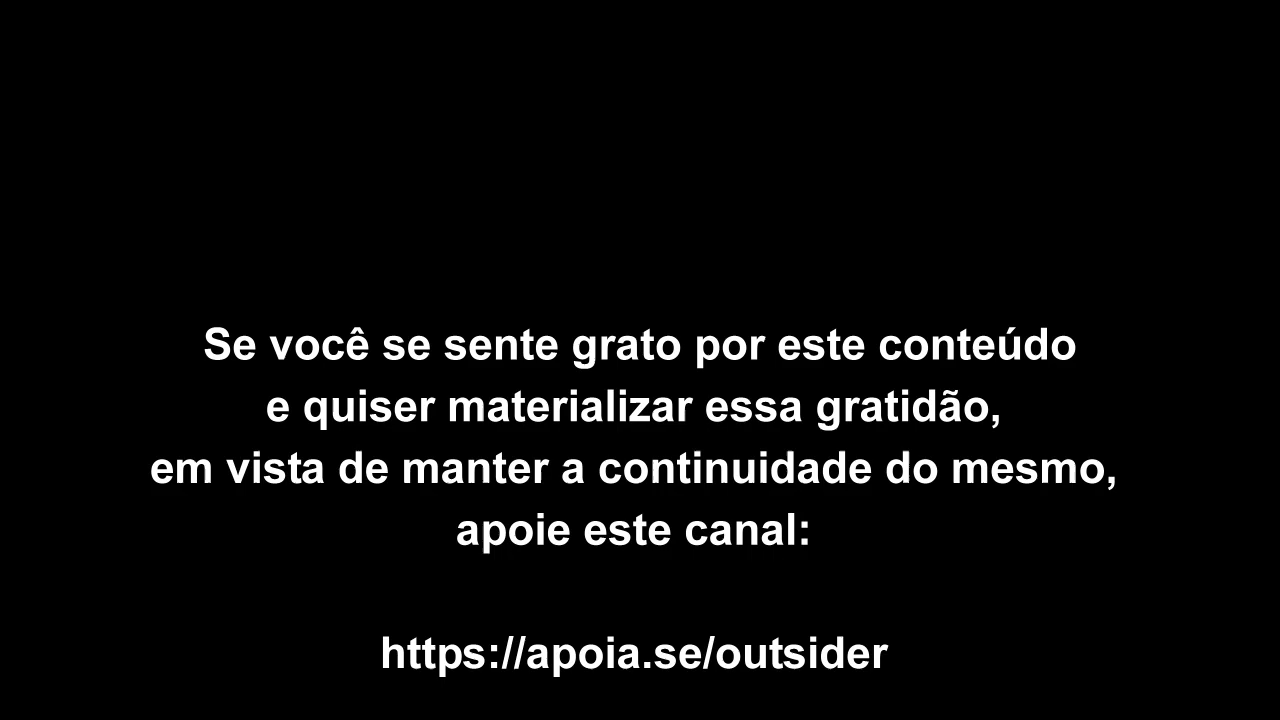 Se você se sente grato por este conteúdo
e quiser materializar essa gratidão,
em vista de manter a continuidade do mesmo,
apoie este canal:
https://apoia.se/outsider